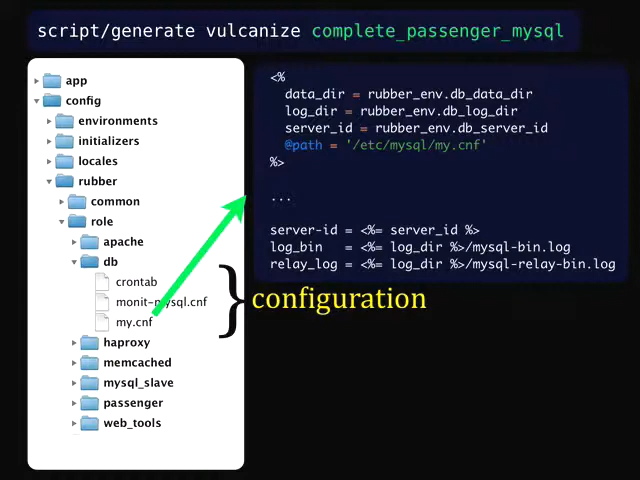 script/generate vulcanize complete_passenger_mysql
app
config
environments
initializers
locales
rubber
common
role
apache
db
crontab
monit-mysql.cnf
my.cnf
haproxy
memcached
mysql_slave
passenger
web_tools
<%
data_dir = rubber_env.db_data_dir
log_dir = rubber_env.db_log_dir
server_id = rubber_env.db_server_id
@path = '/etc/mysql/my.cnf'
%>
...
server-id = <%= server_id %>
log_bin = <%= log_dir %>/mysql-bin.log
relay_log = <%= log_dir %>/mysql-relay-bin.log
} configuration